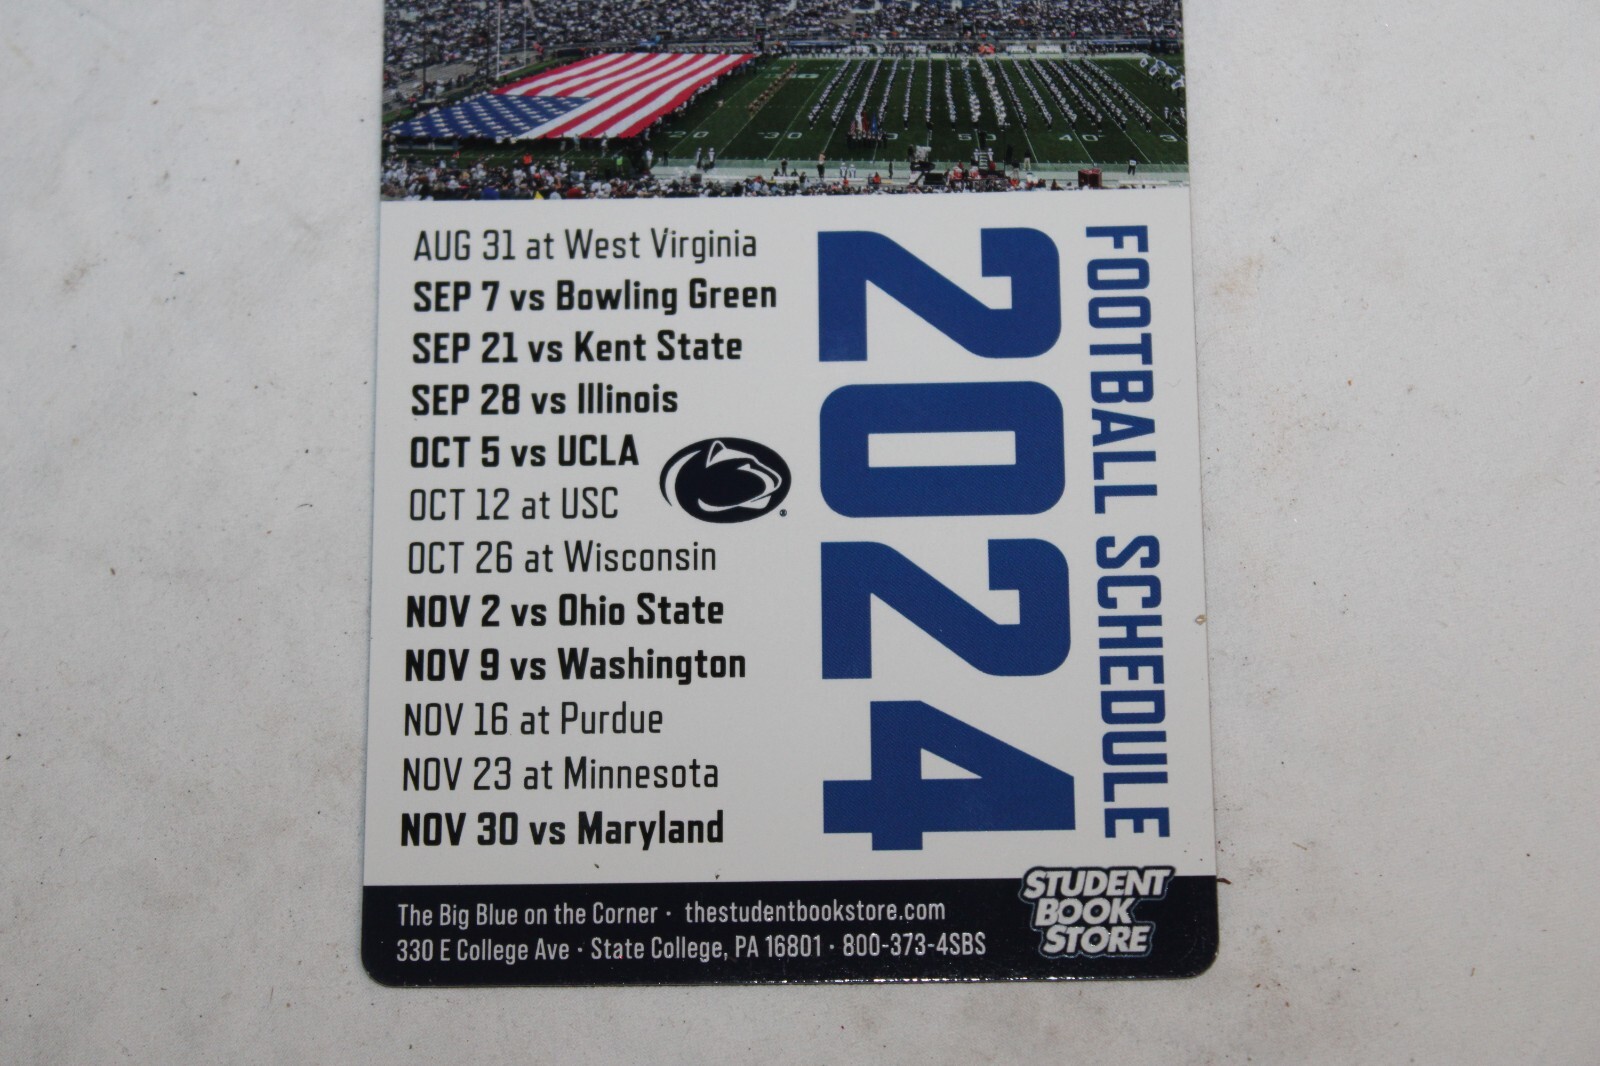 AUG 31 at West Virginia
SEP 7 vs Bowling Green
SEP 21 vs Kent State
SEP 28 vs Illinois
OCT 5 vs UCLA
OCT 12 at USC
OCT 26 at Wisconsin
NOV 2 vs Ohio State
NOV 9 vs Washington
NOV 16 at Purdue
NOV 23 at Minnesota
NOV 30 vs Maryland
2024
FOOTBALL SCHEDULE
The Big Blue on the Corner · thestudentbookstore.com
330 E College Ave · State College, PA 16801 · 800-373-4SBS
STUDENT
BOOK
STORE